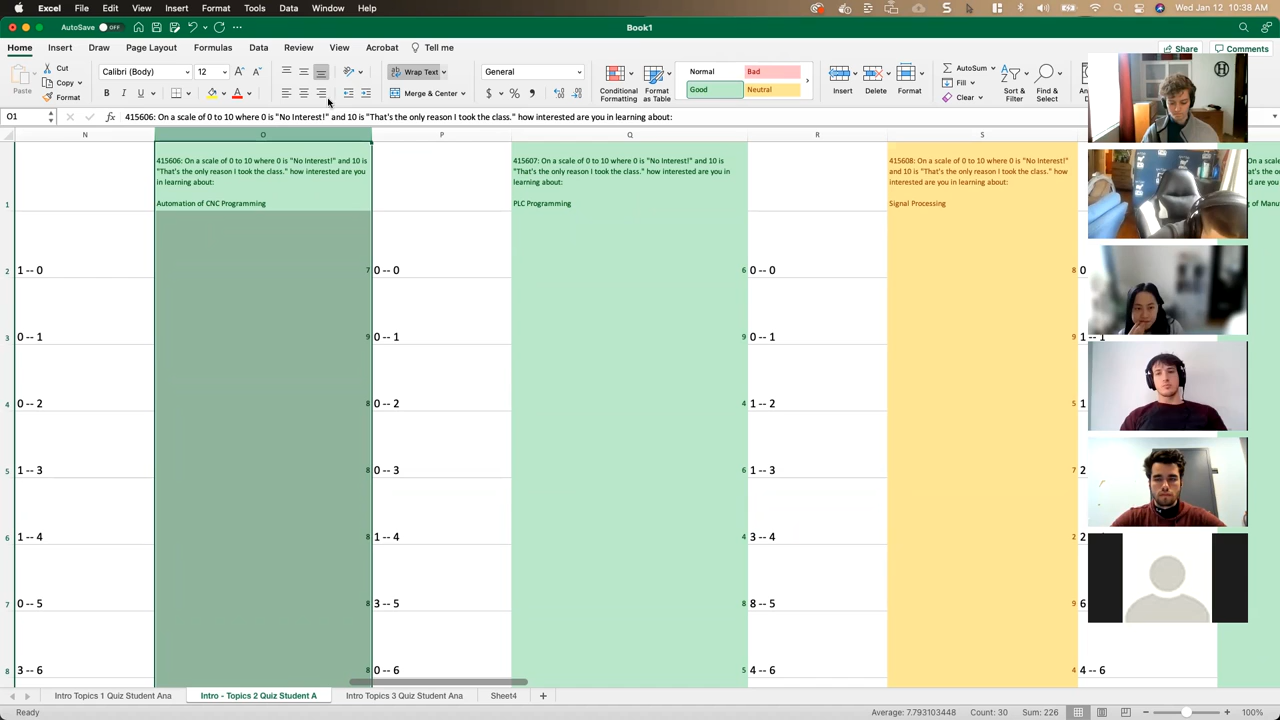 Excel File Edit View Insert Format Tools Data Window Help
Wed Jan 12 10:38 AM
AutoSave OFF
Book1
Home Insert Draw Page Layout Formulas Data Review View Acrobat Tell me
Share Comments
Paste Cut Copy Format
Calibri (Body) 12
B I U
Wrap Text
Merge & Center
General
Conditional Formatting
Format as Table
Normal Bad
Good Neutral
Insert Delete Format
AutoSum
Fill
Clear
Sort & Filter
Find & Select
O1
fx 415606: On a scale of 0 to 10 where 0 is "No Interest!" and 10 is "That's the only reason I took the class." how interested are you in learning about:
N O P Q R S
1
415606: On a scale of 0 to 10 where 0 is "No Interest!" and 10 is
"That's the only reason I took the class." how interested are you
in learning about:
Automation of CNC Programming
415607: On a scale of 0 to 10 where 0 is "No Interest!" and 10 is
"That's the only reason I took the class." how interested are you
in learning about:
PLC Programming
415608: On a scale of 0 to 10 where 0 is "No Interest!"
and 10 is "That's the only reason I took the class." how
interested are you in learning about:
Signal Processing
2 1 -- 0 7 0 -- 0 6 0 -- 0 8 0
3 0 -- 1 9 0 -- 1 9 0 -- 1 9 1 -- 1
4 0 -- 2 8 0 -- 2 4 1 -- 2 5 1
5 1 -- 3 8 0 -- 3 6 1 -- 3 7 2
6 1 -- 4 8 1 -- 4 4 3 -- 4 2
7 0 -- 5 8 3 -- 5 8 8 -- 5 9 6
8 3 -- 6 8 0 -- 6 5 4 -- 6 4 4 -- 6
Intro Topics 1 Quiz Student Ana Intro - Topics 2 Quiz Student A Intro Topics 3 Quiz Student Ana Sheet4
Ready
Average: 7.793103448 Count: 30 Sum: 226
100%